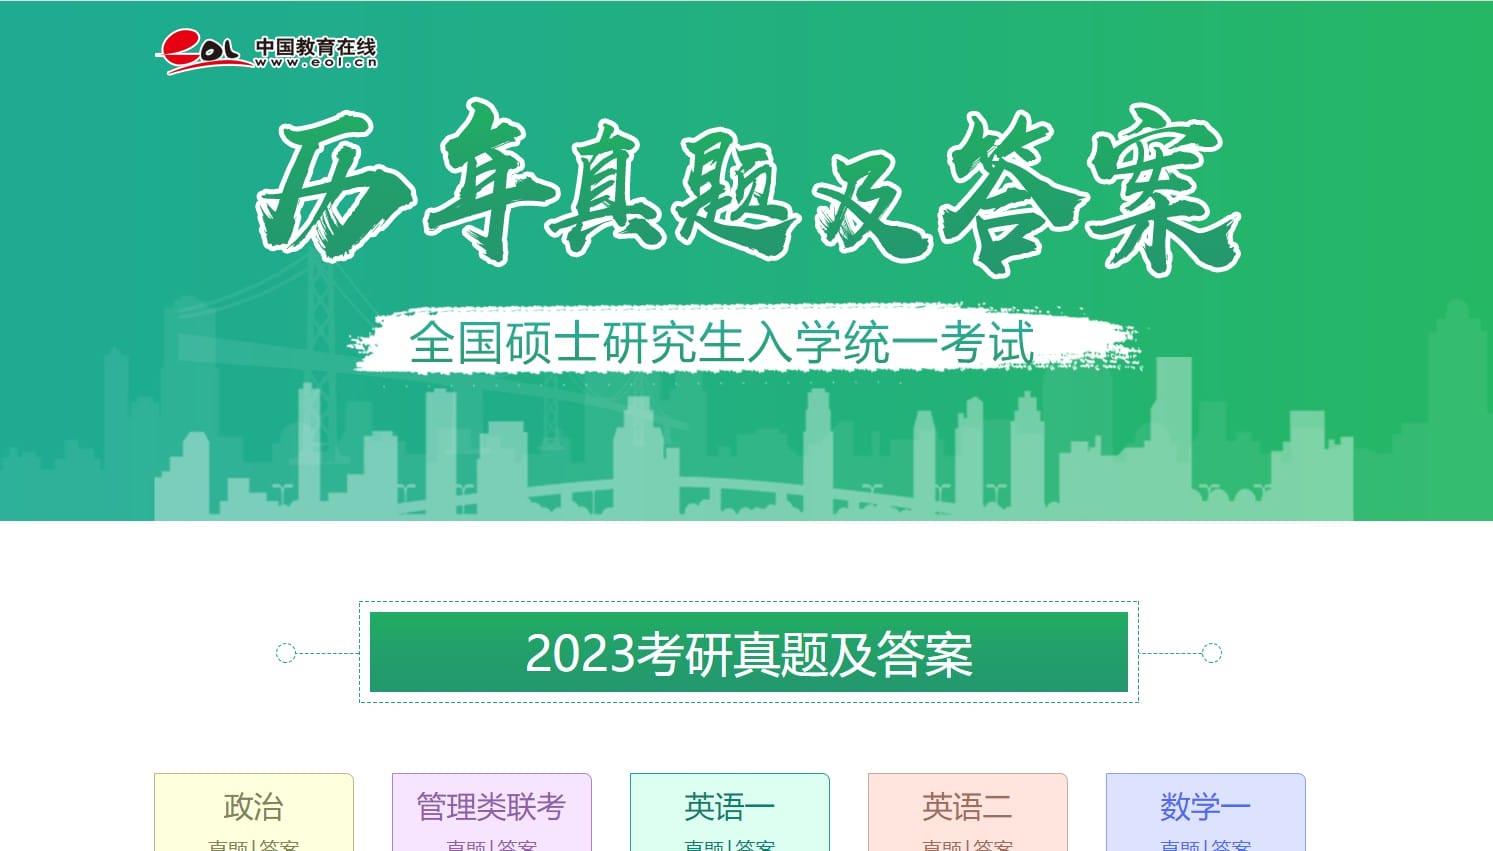 eoL 中国教育在线
www.eol.cn
历年真题及答案
全国硕士研究生入学统一考试
2023考研真题及答案
政治 管理类联考 英语一 英语二 数学一
真题|答案 真题|答案 真题|答案 真题|答案 真题|答案